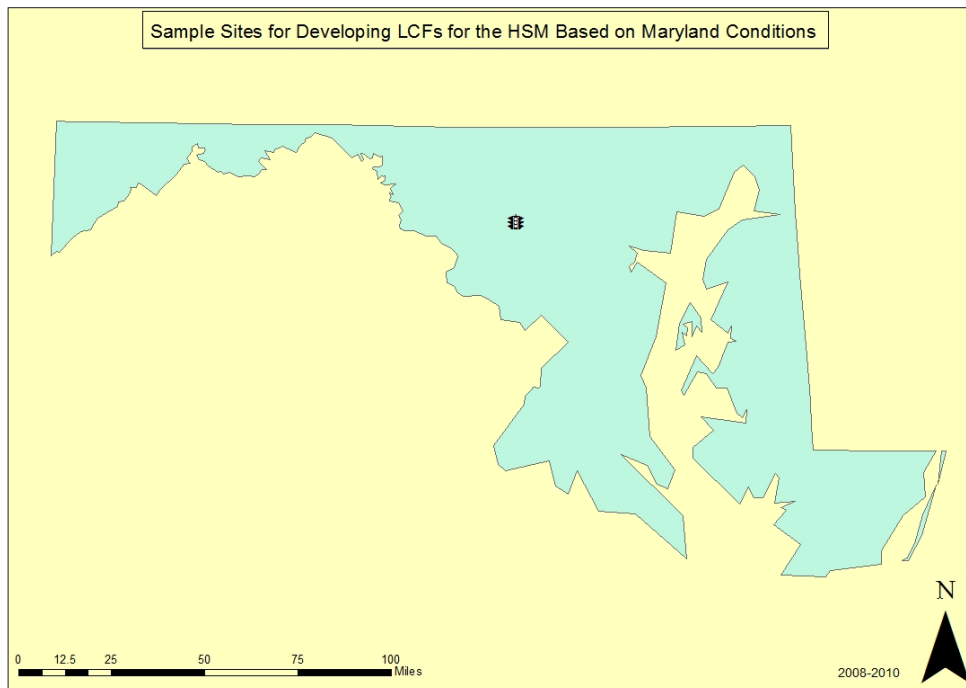 Sample Sites for Developing LCFs for the HSM Based on Maryland Conditions
N
0 12.5 25 50 75 100
Miles
2008-2010